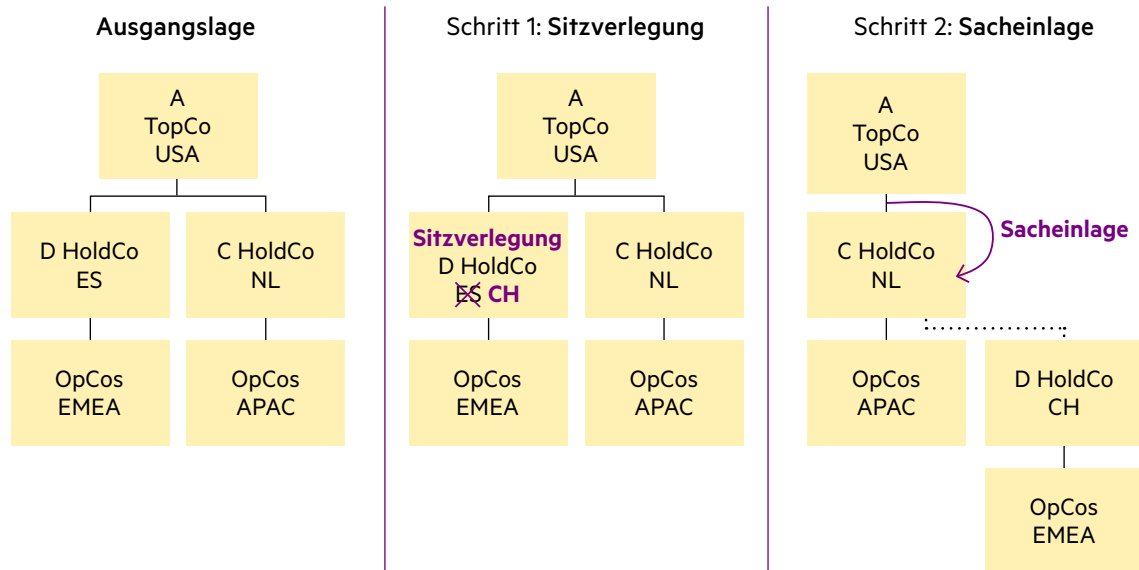 Ausgangslage
A
TopCo
USA
D HoldCo
ES
C HoldCo
NL
OpCos
EMEA
OpCos
APAC
Schritt 1: Sitzverlegung
A
TopCo
USA
Sitzverlegung
D HoldCo
ES CH
C HoldCo
NL
OpCos
EMEA
OpCos
APAC
Schritt 2: Sacheinlage
A
TopCo
USA
Sacheinlage
C HoldCo
NL
OpCos
APAC
D HoldCo
CH
OpCos
EMEA